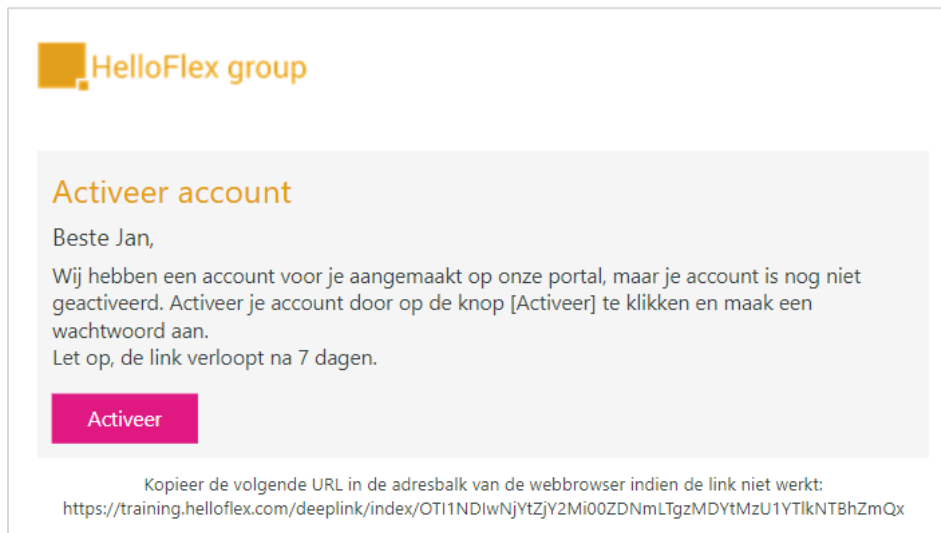 HelloFlex group
Activeer account
Beste Jan,
Wij hebben een account voor je aangemaakt op onze portal, maar je account is nog niet
geactiveerd. Activeer je account door op de knop [Activeer] te klikken en maak een
wachtwoord aan.
Let op, de link verloopt na 7 dagen.
Activeer
Kopieer de volgende URL in de adresbalk van de webbrowser indien de link niet werkt:
https://training.helloflex.com/deeplink/index/OTI1NDIwNjYtZjY2Mi00ZDNmLTgzMDYtMzU1YTlkNTBhZmQx